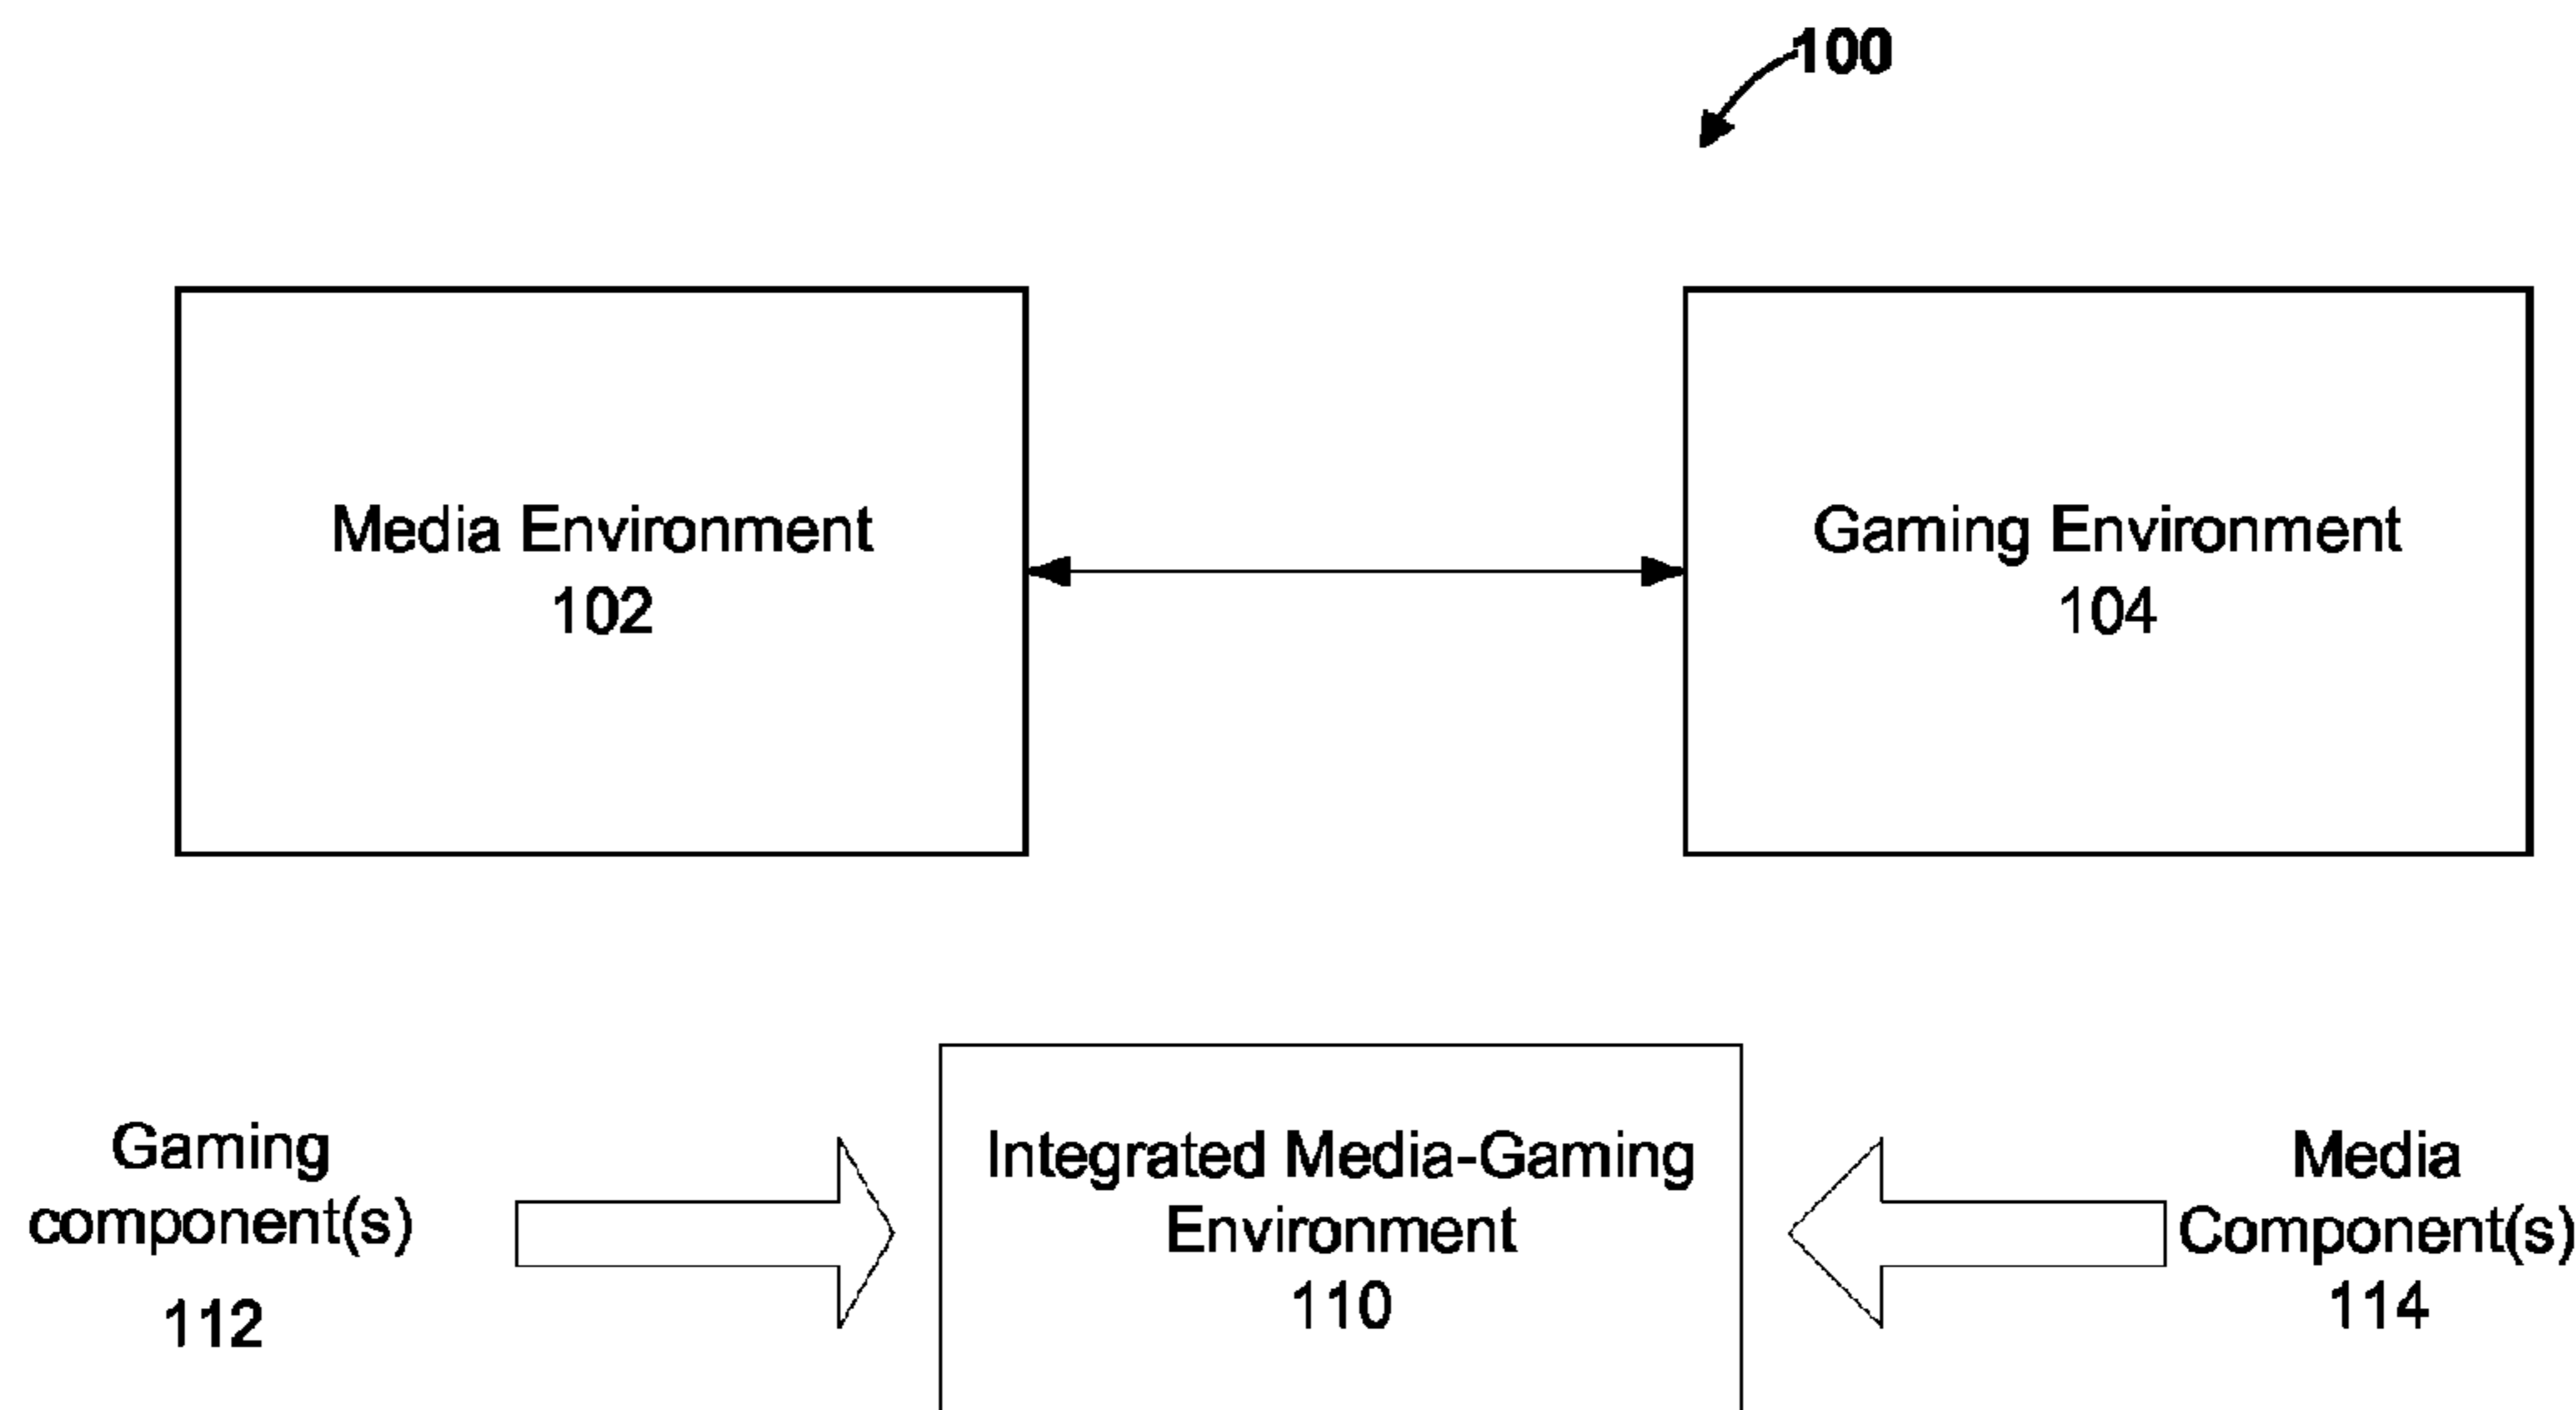 100
Media Environment
102
Gaming Environment
104
Gaming
component(s)
112
Integrated Media-Gaming
Environment
110
Media
Component(s)
114